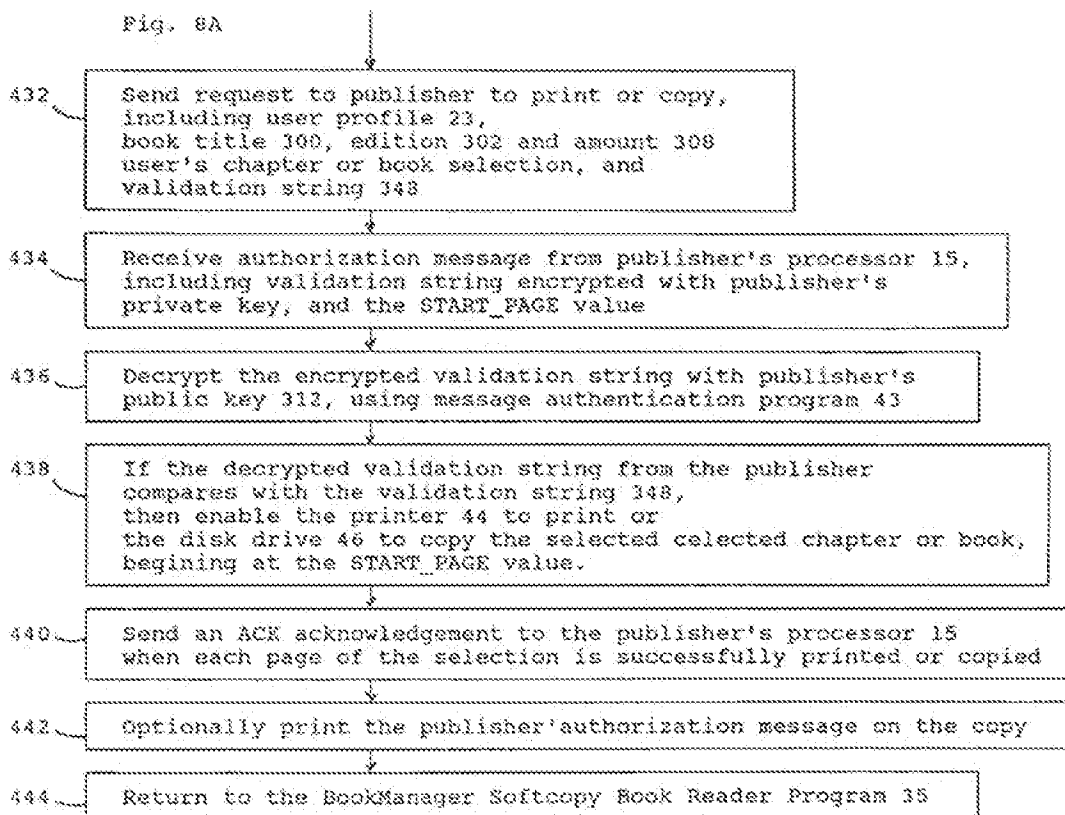 Fig. 8A
432 Send request to publisher to print or copy,
including user profile 23,
book title 300, edition 302 and amount 308
user's chapter or book selection, and
validation string 348
434 Receive authorization message from publisher's processor 15,
including validation string encrypted with publisher's
private key, and the START_PAGE value
436 Decrypt the encrypted validation string with publisher's
public key 312, using message authentication program 43
438 If the decrypted validation string from the publisher
compares with the validation string 348,
then enable the printer 44 to print or
the disk drive 46 to copy the selected celected chapter or book,
begining at the START_PAGE value.
440 Send an ACK acknowledgement to the publisher's processor 15
when each page of the selection is successfully printed or copied
442 Optionally print the publisher'authorization message on the copy
444 Return to the BookManager Softcopy Book Reader Program 35